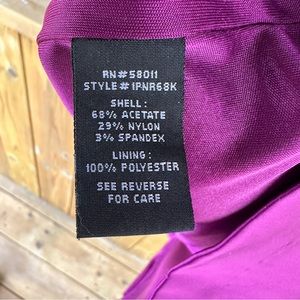 RN#58011
STYLE#1PNR68K
SHELL:
68% ACETATE
29% NYLON
3% SPANDEX
LINING:
100% POLYESTER
SEE REVERSE
FOR CARE